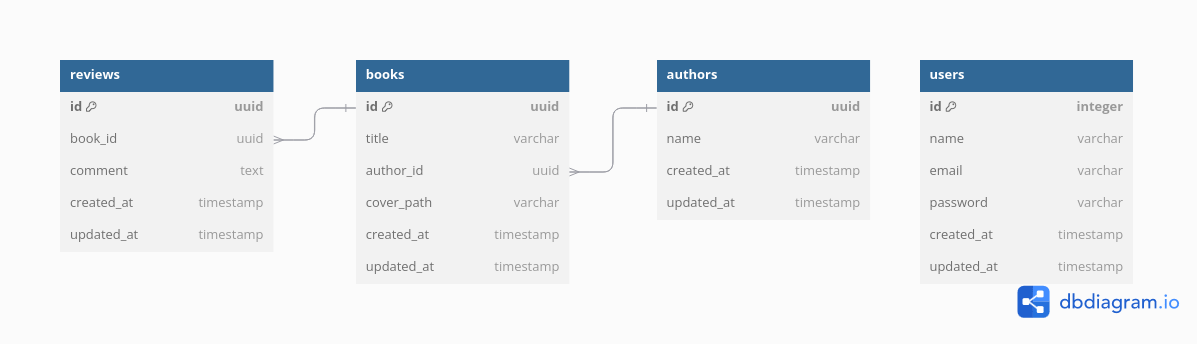 reviews
id uuid
book_id uuid
comment text
created_at timestamp
updated_at timestamp
books
id uuid
title varchar
author_id uuid
cover_path varchar
created_at timestamp
updated_at timestamp
authors
id uuid
name varchar
created_at timestamp
updated_at timestamp
users
id integer
name varchar
email varchar
password varchar
created_at timestamp
updated_at timestamp
dbdiagram.io